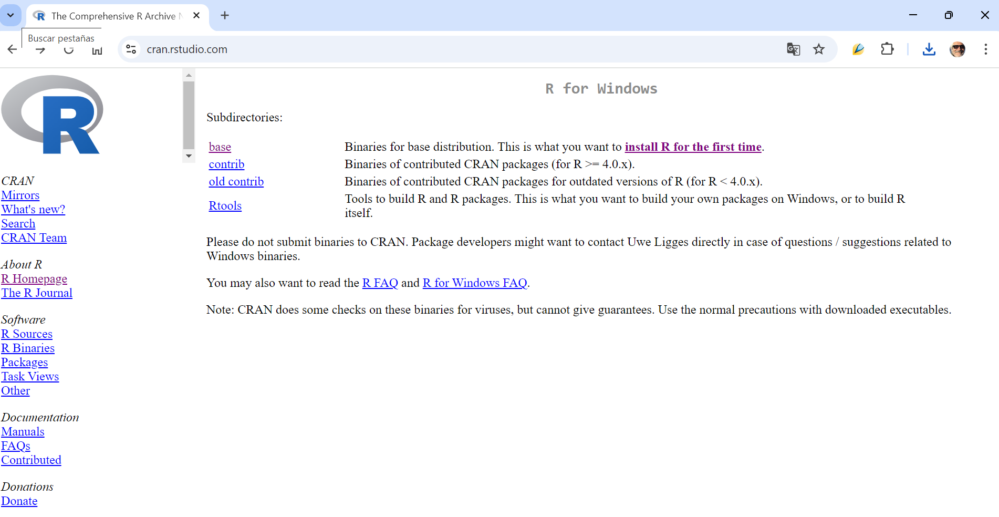 The Comprehensive R Archive N
Buscar pestañas
cran.rstudio.com
R
CRAN
Mirrors
What's new?
Search
CRAN Team
About R
R Homepage
The R Journal
Software
R Sources
R Binaries
Packages
Task Views
Other
Documentation
Manuals
FAQs
Contributed
Donations
Donate
R for Windows
Subdirectories:
base Binaries for base distribution. This is what you want to install R for the first time.
contrib Binaries of contributed CRAN packages (for R >= 4.0.x).
old contrib Binaries of contributed CRAN packages for outdated versions of R (for R < 4.0.x).
Rtools Tools to build R and R packages. This is what you want to build your own packages on Windows, or to build R
itself.
Please do not submit binaries to CRAN. Package developers might want to contact Uwe Ligges directly in case of questions / suggestions related to
Windows binaries.
You may also want to read the R FAQ and R for Windows FAQ.
Note: CRAN does some checks on these binaries for viruses, but cannot give guarantees. Use the normal precautions with downloaded executables.